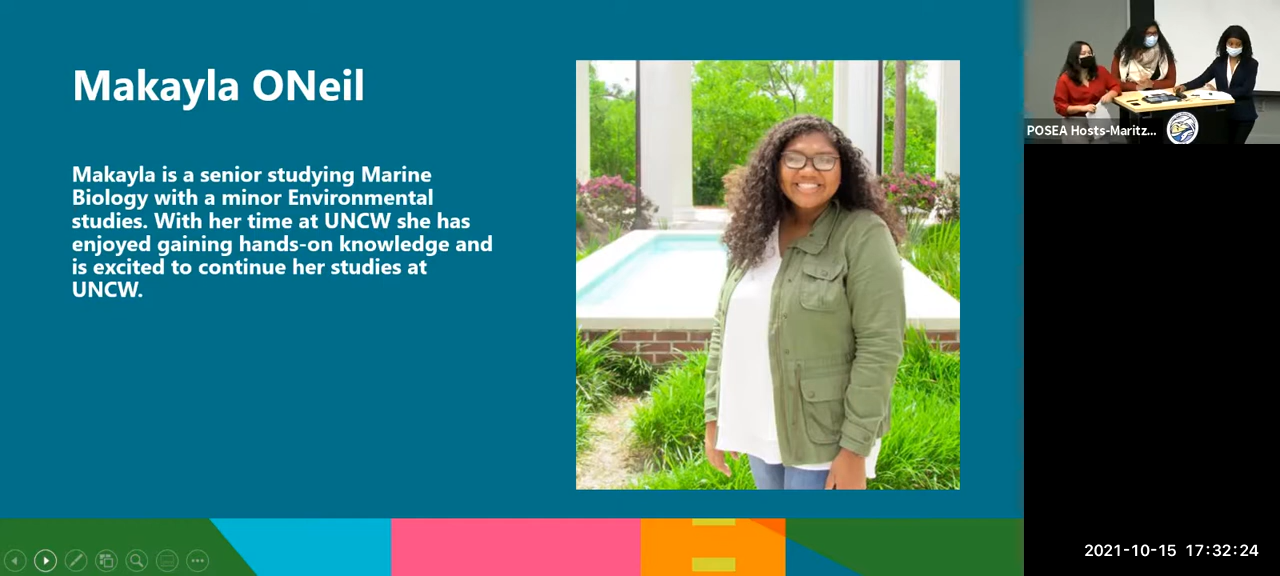 Makayla ONeil
Makayla is a senior studying Marine
Biology with a minor Environmental
studies. With her time at UNCW she has
enjoyed gaining hands-on knowledge and
is excited to continue her studies at
UNCW.
POSEA Hosts-Maritz...
2021-10-15 17:32:24